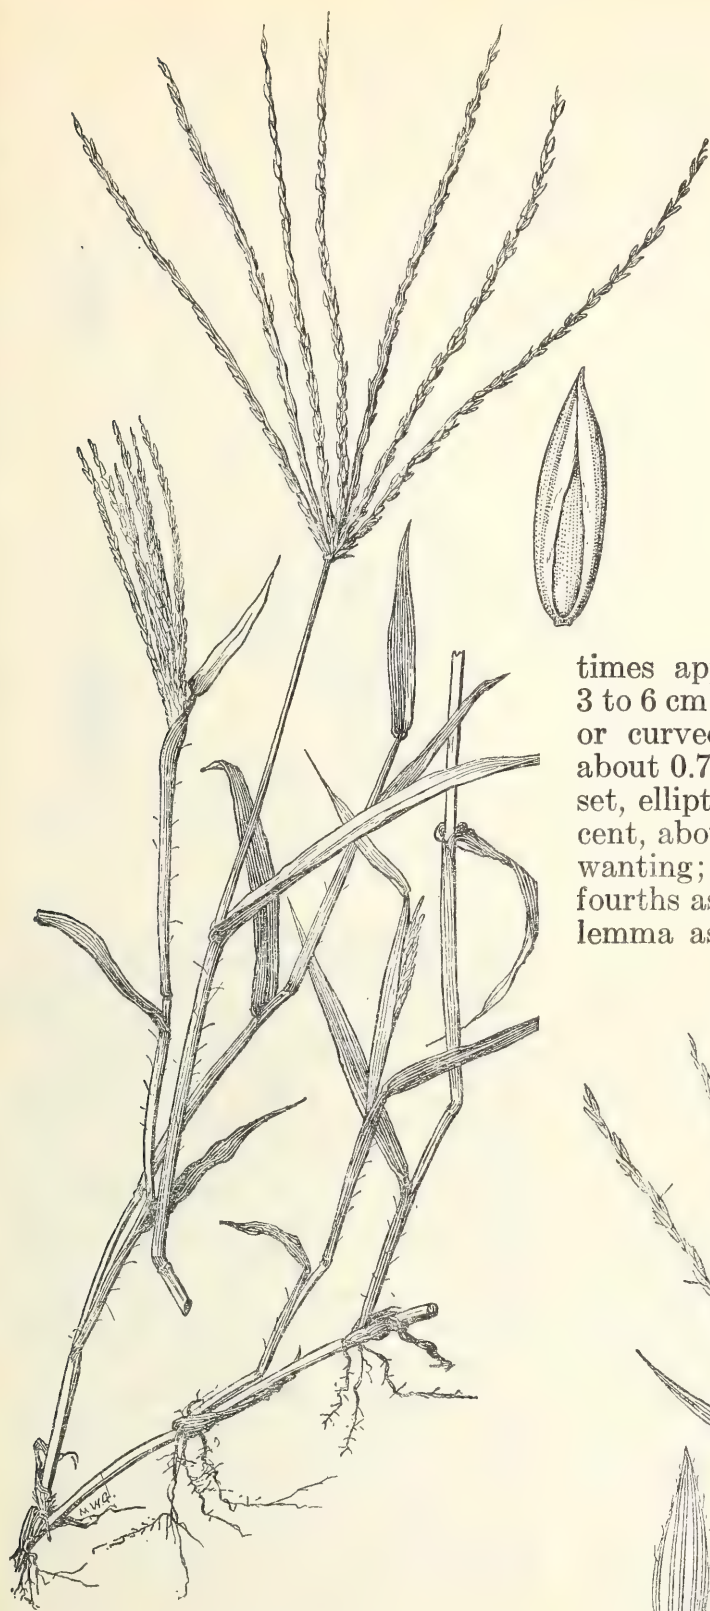 times ap
3 to 6 cm
or curve
about 0.7
set, ellipt
cent, abo
wanting;
fourths as
lemma as
M.W.G.